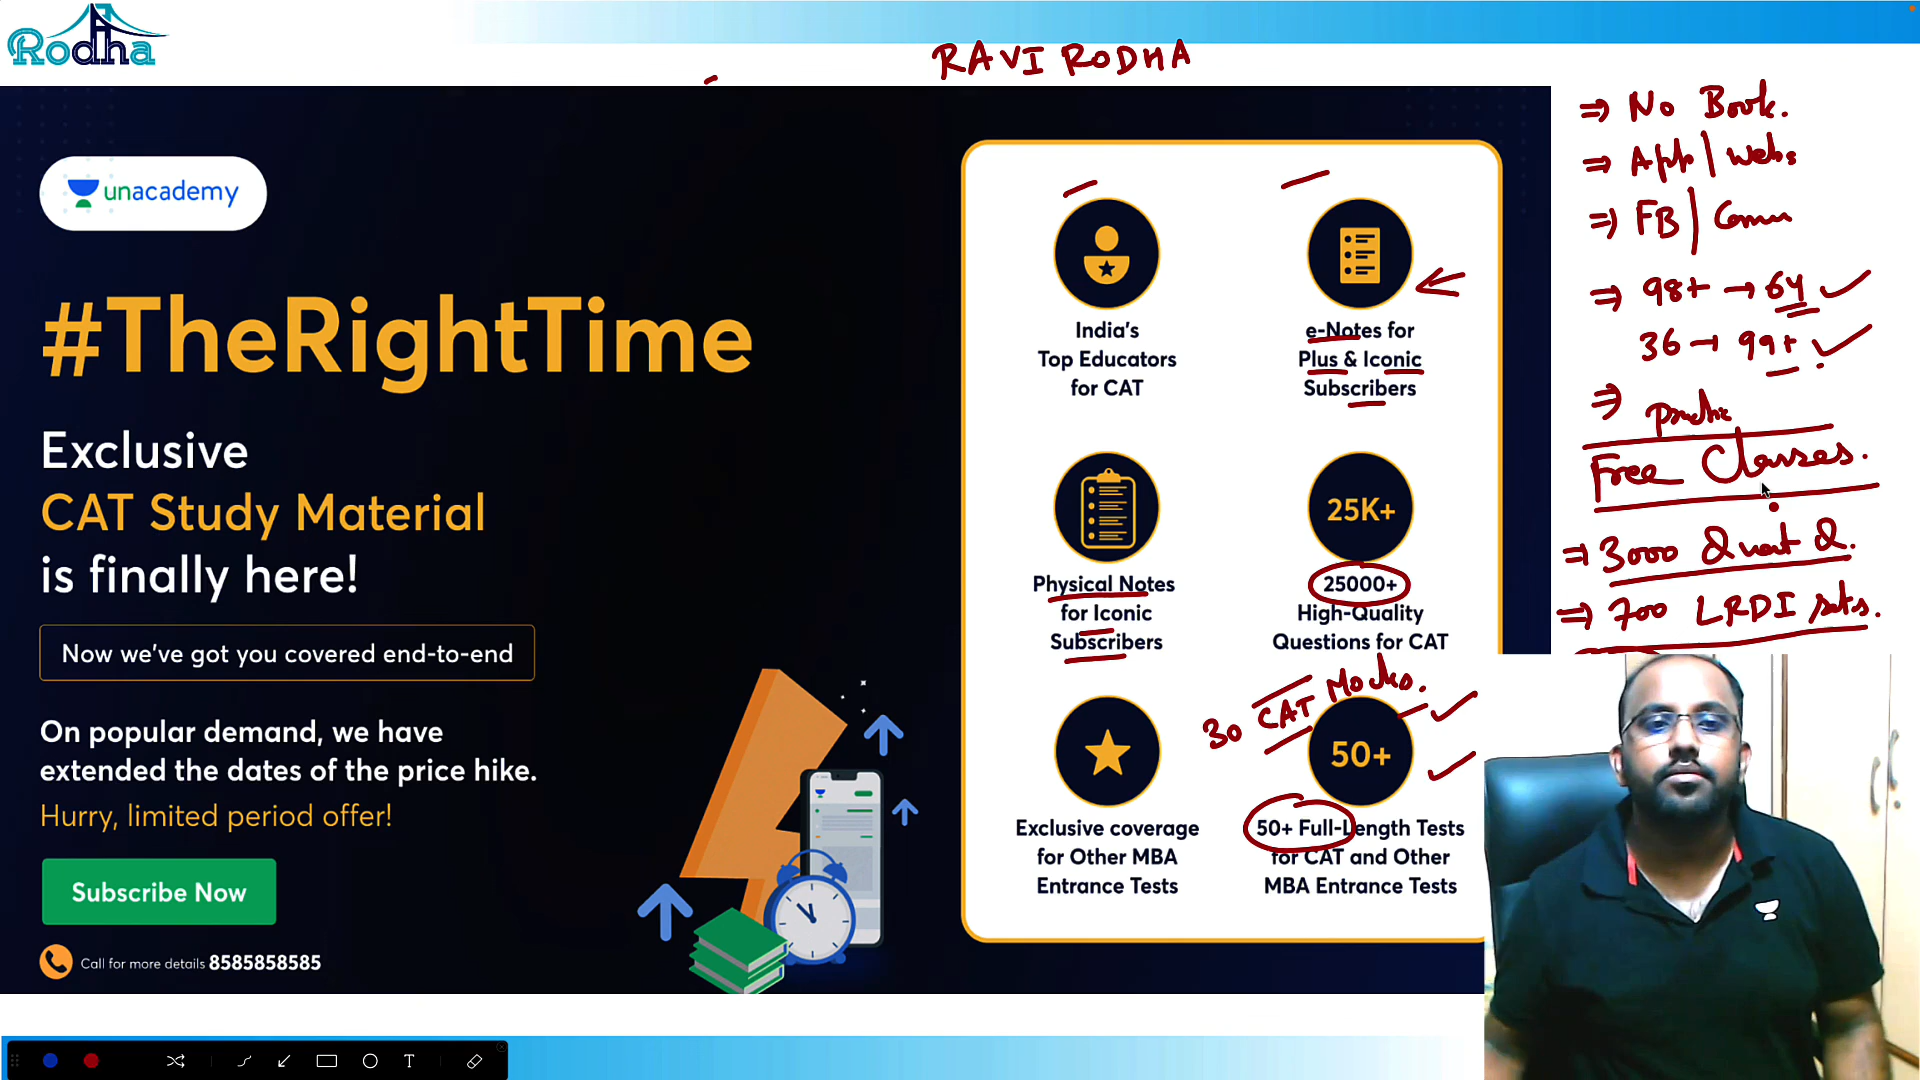 Rodha
RAVI RODHA
unacademy
#TheRightTime
Exclusive
CAT Study Material
is finally here!
Now we've got you covered end-to-end
On popular demand, we have
extended the dates of the price hike.
Hurry, limited period offer!
Subscribe Now
Call for more details 8585858585
India's
Top Educators
for CAT
e-Notes for
Plus & Iconic
Subscribers
Physical Notes
for Iconic
Subscribers
25K+
25000+
High-Quality
Questions for CAT
Exclusive coverage
for Other MBA
Entrance Tests
30 CAT Mocks.
50+
50+ Full-Length Tests
for CAT and Other
MBA Entrance Tests
⇒ No Book.
⇒ App | Webs
⇒ FB | Comm
⇒ 98+ → 64 ✓
36 → 99+ ✓
⇒
Free Classes.
⇒ 3000 Quant Q.
⇒ 700 LRDI sets.
T